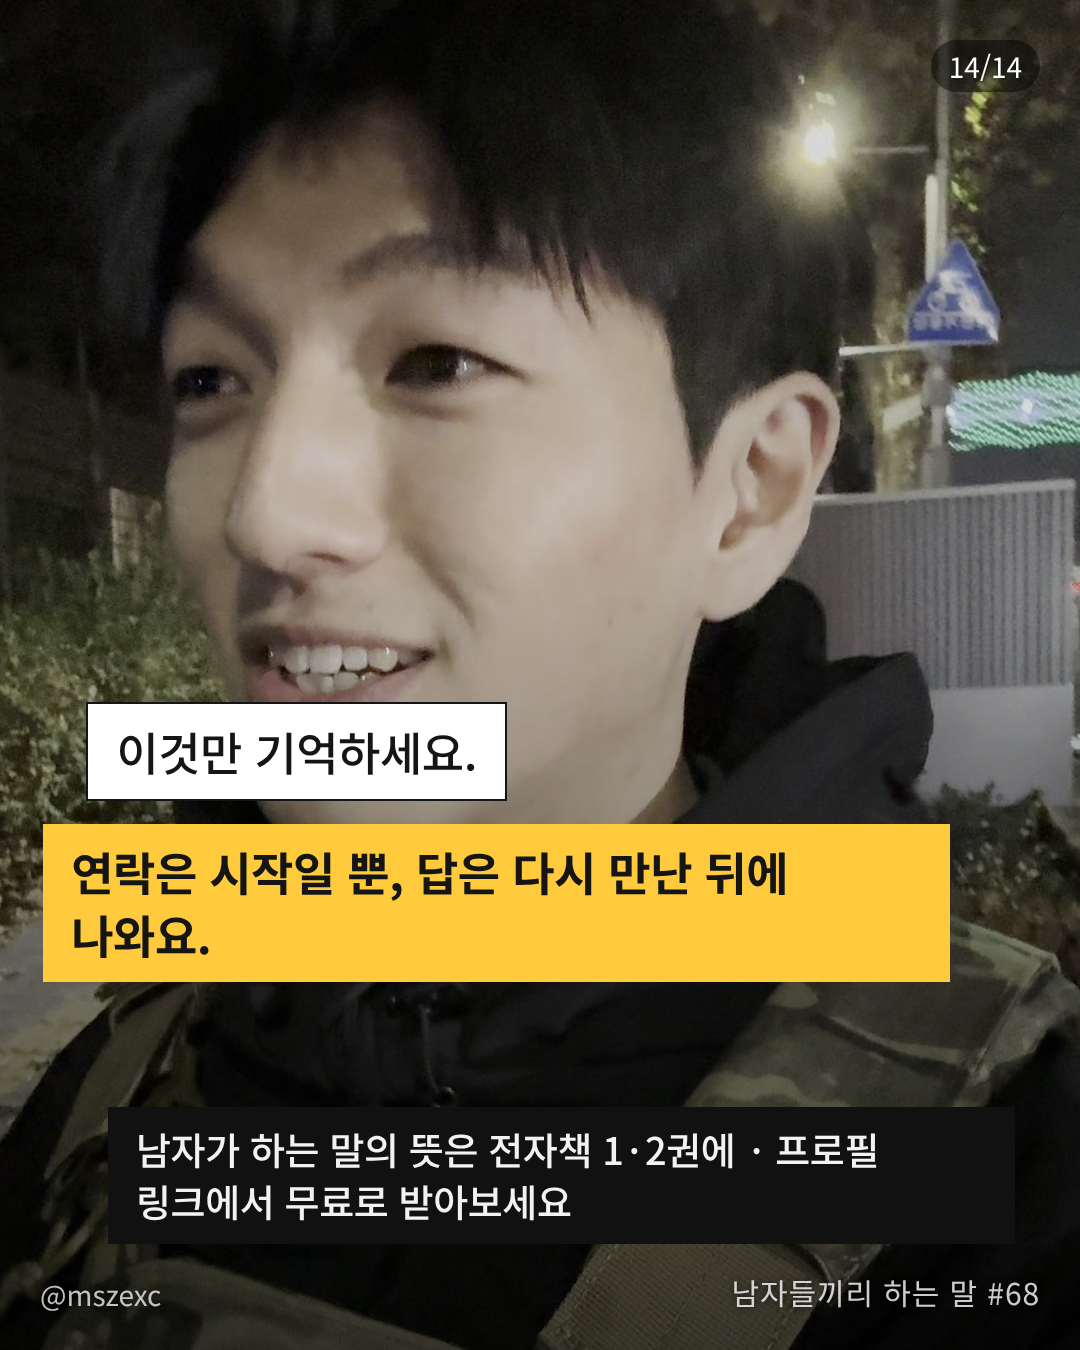 14/14
이것만 기억하세요.
연락은 시작일 뿐, 답은 다시 만난 뒤에
나와요.
남자가 하는 말의 뜻은 전자책 1·2권에 · 프로필
링크에서 무료로 받아보세요
@mszexc
남자들끼리 하는 말 #68